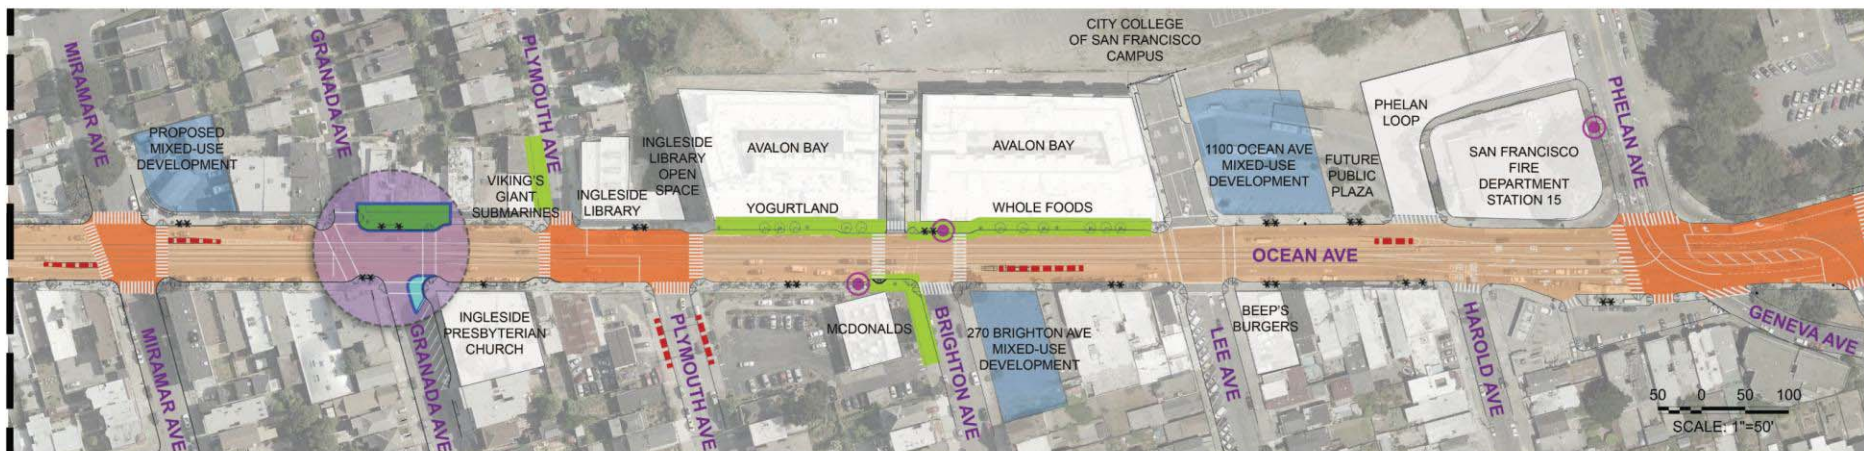 MIRAMAR AVE
PROPOSED
MIXED-USE
DEVELOPMENT
GRANADA AVE
PLYMOUTH AVE
VIKING'S
GIANT
SUBMARINES
INGLESIDE
LIBRARY
INGLESIDE
LIBRARY
OPEN
SPACE
AVALON BAY
YOGURTLAND
AVALON BAY
WHOLE FOODS
CITY COLLEGE
OF SAN FRANCISCO
CAMPUS
1100 OCEAN AVE
MIXED-USE
DEVELOPMENT
FUTURE
PUBLIC
PLAZA
PHELAN
LOOP
SAN FRANCISCO
FIRE
DEPARTMENT
STATION 15
PHELAN AVE
OCEAN AVE
MIRAMAR AVE
GRANADA AVE
INGLESIDE
PRESBYTERIAN
CHURCH
PLYMOUTH AVE
MCDONALDS
BRIGHTON AVE
270 BRIGHTON AVE
MIXED-USE
DEVELOPMENT
LEE AVE
BEEP'S
BURGERS
HAROLD AVE
GENEVA AVE
50 0 50 100
SCALE: 1"=50'